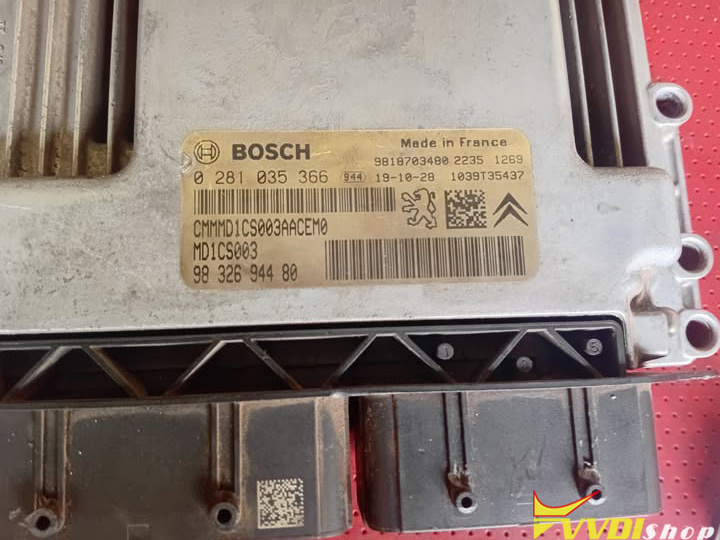 BOSCH
Made in France
9818703480 2235 1269
0 281 035 366 944 19-10-28 1039T35437
CMMMD1CS003AACEM0
MD1CS003
98 326 944 80
VVDIShop